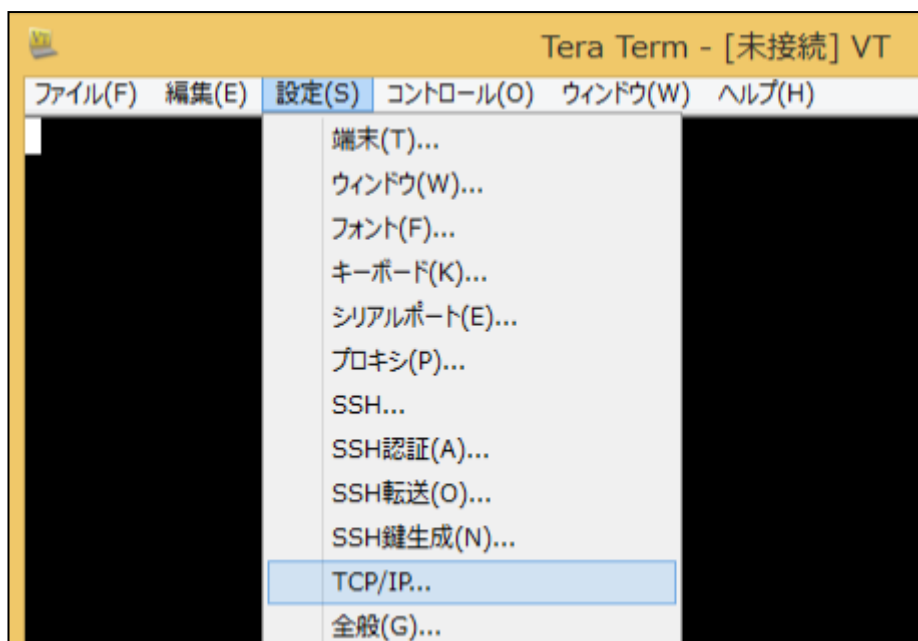 Tera Term - [未接続] VT
ファイル(F) 編集(E) 設定(S) コントロール(O) ウィンドウ(W) ヘルプ(H)
端末(T)...
ウィンドウ(W)...
フォント(F)...
キーボード(K)...
シリアルポート(E)...
プロキシ(P)...
SSH...
SSH認証(A)...
SSH転送(O)...
SSH鍵生成(N)...
TCP/IP...
全般(G)...